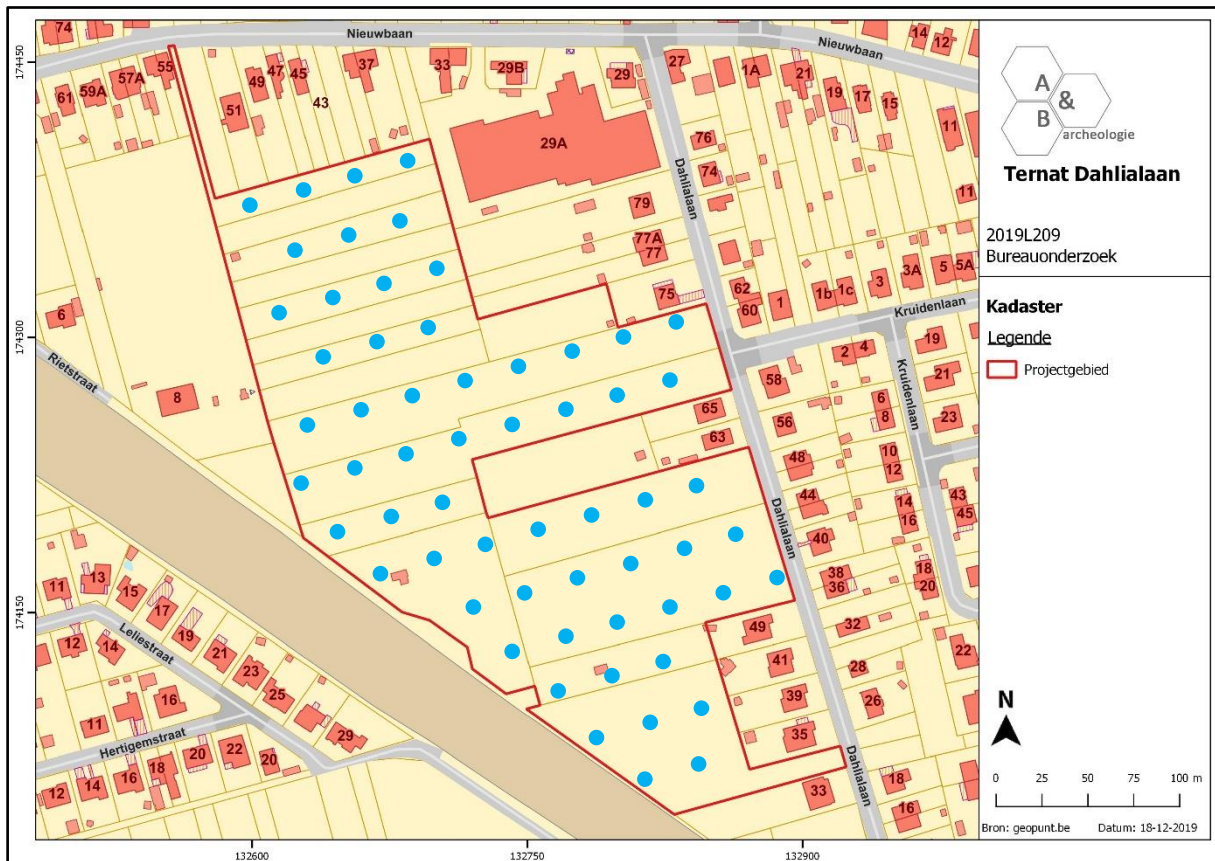 74
Nieuwbaan
Nieuwbaan
14
12
174450
61
59A
57A
55
49
47
45
43
51
37
33
29B
29
29A
27
1A
21
19
17
15
11
11
76
74
79
77A
77
75
Dahlialaan
62
60
1
1b
1c
3
3A
5
5A
Kruidenlaan
174300
6
Rietstraat
8
2
4
19
21
23
Kruidenlaan
58
6
8
65
63
56
48
10
12
44
14
16
43
45
40
Dahlialaan
38
36
18
20
174150
11
13
15
17
19
21
23
25
29
Leliestraat
12
14
16
11
Hertigemstraat
12
14
16
18
20
22
20
49
41
39
35
33
32
28
26
22
Dahlialaan
18
16
132600
132750
132900
A
&
B
archeologie
Ternat Dahlialaan
2019L209
Bureauonderzoek
Kadaster
Legende
Projectgebied
N
0 25 50 75 100 m
Bron: geopunt.be Datum: 18-12-2019